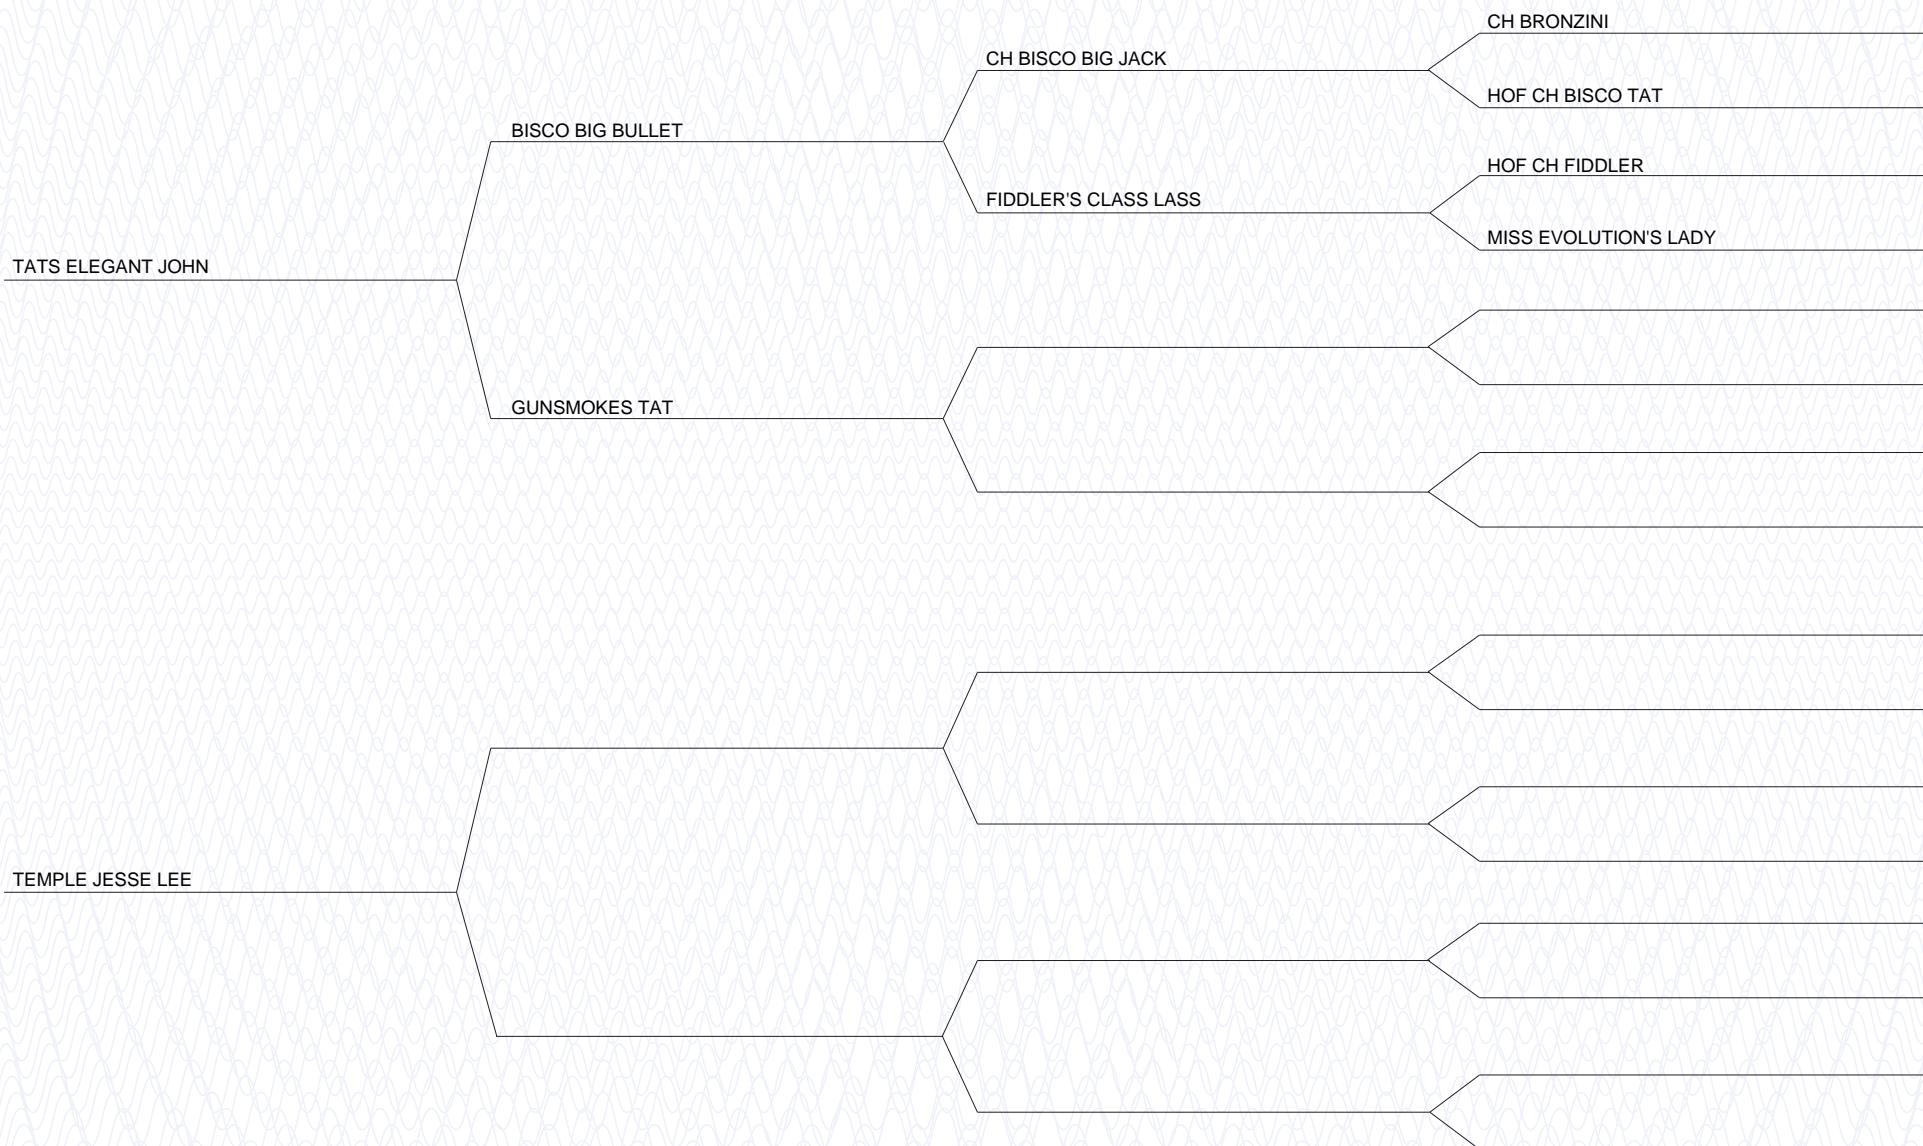 CH BRONZINI
CH BISCO BIG JACK
HOF CH BISCO TAT
BISCO BIG BULLET
HOF CH FIDDLER
FIDDLER'S CLASS LASS
MISS EVOLUTION'S LADY
TATS ELEGANT JOHN
GUNSMOKES TAT
TEMPLE JESSE LEE